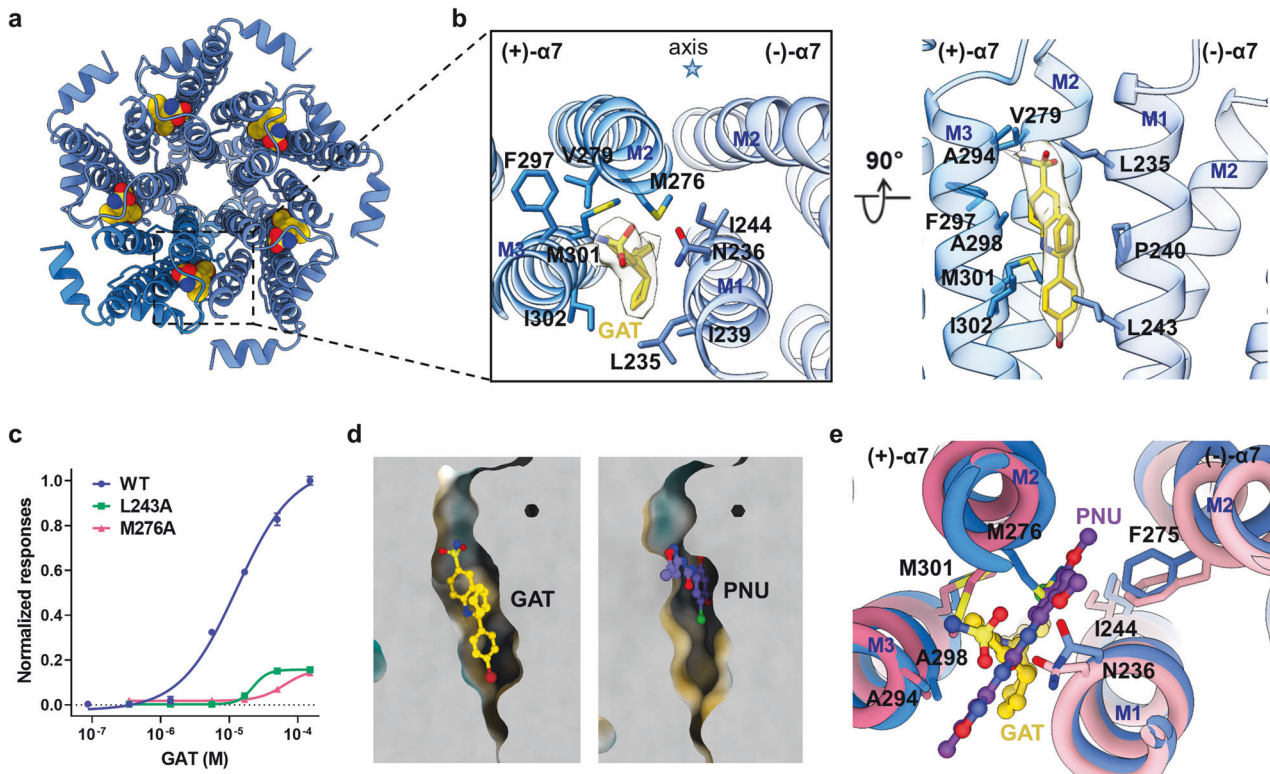 a
b
(+)-α7
axis
(-)-α7
F297
V279
M2
M2
M276
I244
M3
M301
N236
M1
I302
GAT
I239
L235
90°
(+)-α7
(-)-α7
M2
V279
M1
M3
A294
L235
M2
F297
A298
P240
M301
I302
L243
c
Normalized responses
1.0
0.8
0.6
0.4
0.2
0.0
WT
L243A
M276A
10-7
10-6
10-5
10-4
GAT (M)
d
GAT
PNU
e
(+)-α7
(-)-α7
M2
PNU
M2
M276
F275
M301
I244
M3
A298
N236
A294
M1
GAT